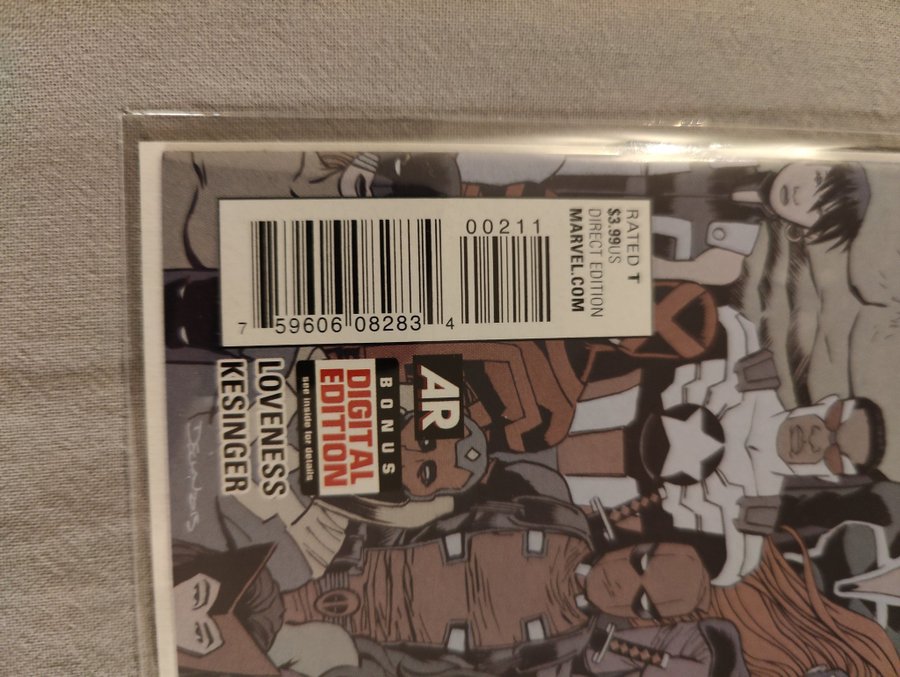 RATED T
$3.99US
DIRECT EDITION
MARVEL.COM
00211
7 59606 08283 4
AR
BONUS
DIGITAL
EDITION
see inside for details
LOVENESS
KESINGER